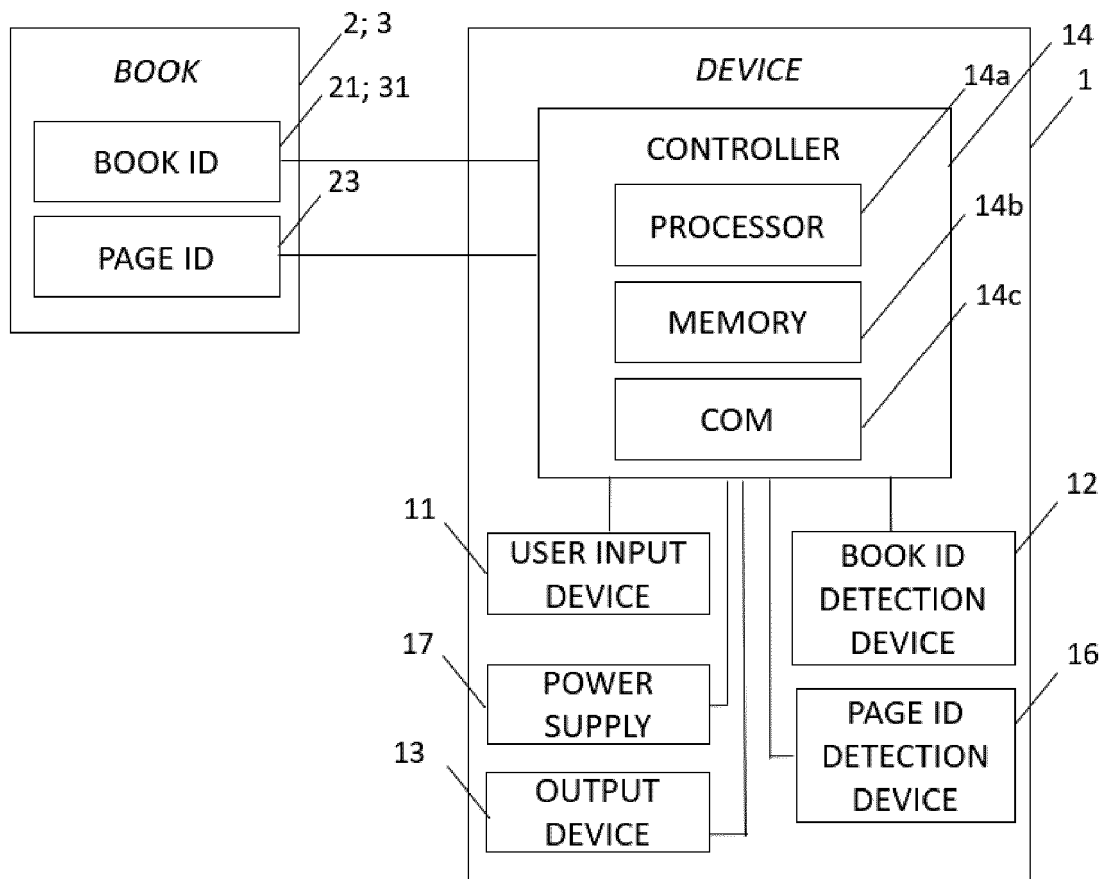 2; 3
BOOK
21; 31
BOOK ID
23
PAGE ID
DEVICE
14
1
14a
CONTROLLER
PROCESSOR
14b
MEMORY
14c
COM
11
USER INPUT
DEVICE
12
BOOK ID
DETECTION
DEVICE
17
POWER
SUPPLY
16
PAGE ID
DETECTION
DEVICE
13
OUTPUT
DEVICE